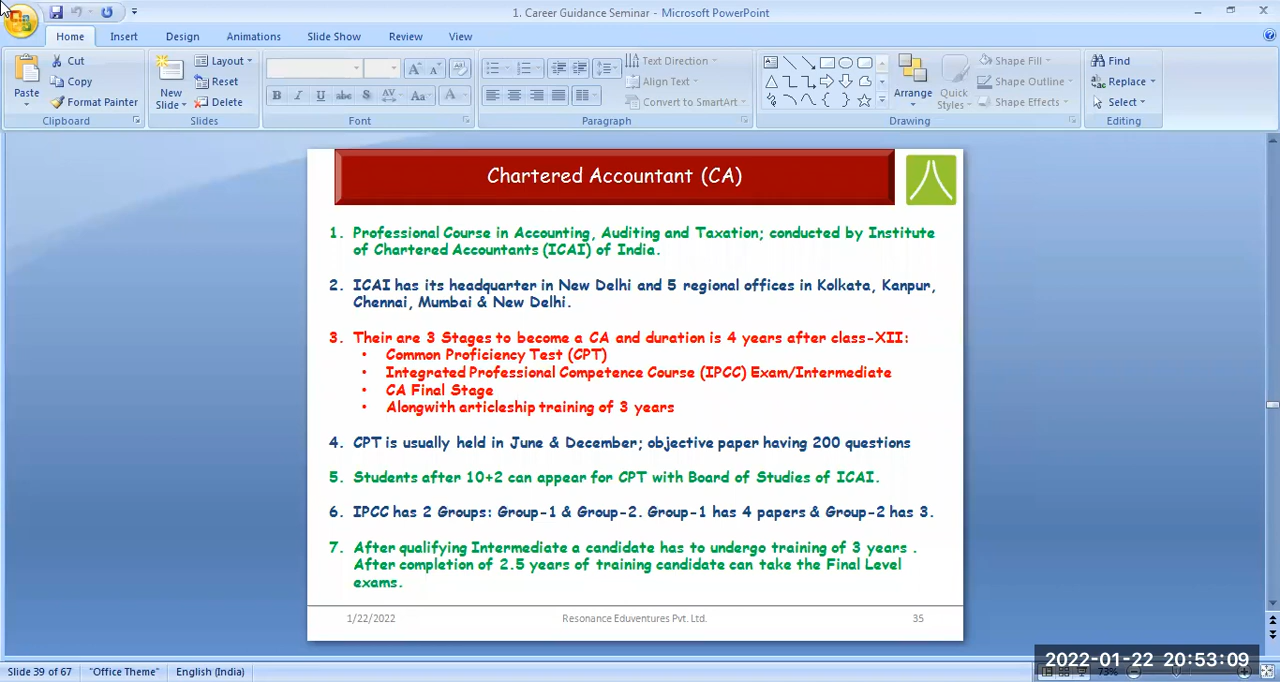 1. Career Guidance Seminar - Microsoft PowerPoint
Home Insert Design Animations Slide Show Review View
Paste
Cut
Copy
Format Painter
Clipboard
New Slide
Layout
Reset
Delete
Slides
B I U abc S AV Aa A
Font
Text Direction
Align Text
Convert to SmartArt
Paragraph
Arrange
Quick Styles
Shape Fill
Shape Outline
Shape Effects
Drawing
Find
Replace
Select
Editing
Chartered Accountant (CA)
1. Professional Course in Accounting, Auditing and Taxation; conducted by Institute
of Chartered Accountants (ICAI) of India.
2. ICAI has its headquarter in New Delhi and 5 regional offices in Kolkata, Kanpur,
Chennai, Mumbai & New Delhi.
3. Their are 3 Stages to become a CA and duration is 4 years after class-XII:
• Common Proficiency Test (CPT)
• Integrated Professional Competence Course (IPCC) Exam/Intermediate
• CA Final Stage
• Alongwith articleship training of 3 years
4. CPT is usually held in June & December; objective paper having 200 questions
5. Students after 10+2 can appear for CPT with Board of Studies of ICAI.
6. IPCC has 2 Groups: Group-1 & Group-2. Group-1 has 4 papers & Group-2 has 3.
7. After qualifying Intermediate a candidate has to undergo training of 3 years .
After completion of 2.5 years of training candidate can take the Final Level
exams.
1/22/2022 Resonance Eduventures Pvt. Ltd. 35
Slide 39 of 67 "Office Theme" English (India) 73%
2022-01-22 20:53:09